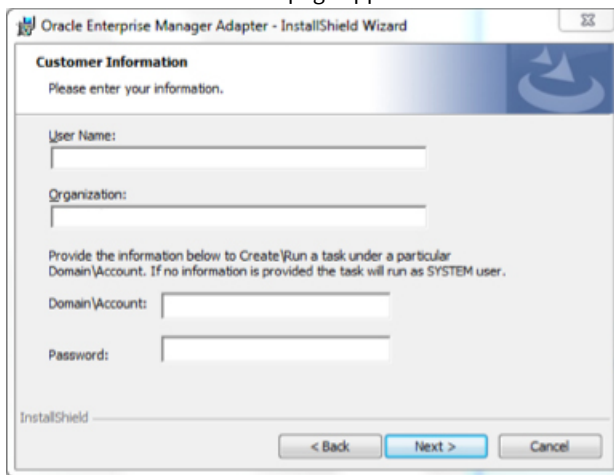 Oracle Enterprise Manager Adapter - InstallShield Wizard
Customer Information
Please enter your information.
User Name:
Organization:
Provide the information below to Create\Run a task under a particular
Domain\Account. If no information is provided the task will run as SYSTEM user.
Domain\Account:
Password:
InstallShield
< Back Next > Cancel